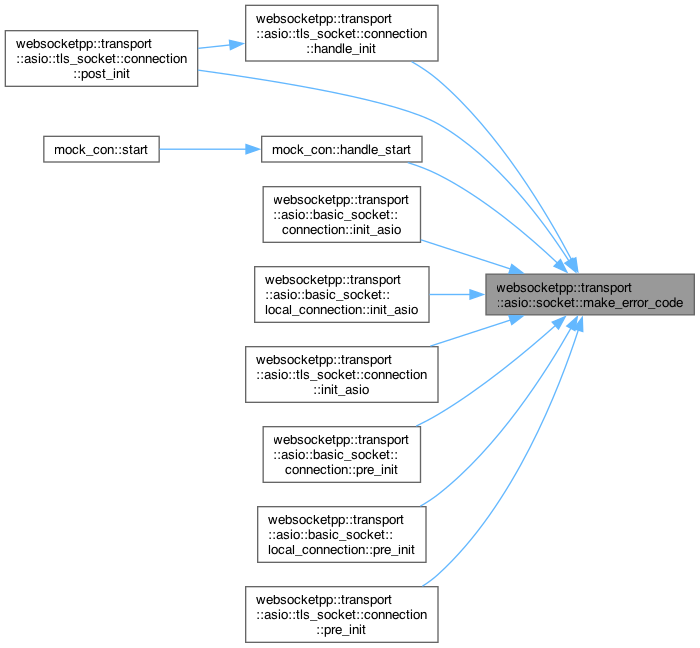 websocketpp::transport
::asio::tls_socket::connection
::handle_init
websocketpp::transport
::asio::tls_socket::connection
::post_init
mock_con::start
mock_con::handle_start
websocketpp::transport
::asio::basic_socket::
connection::init_asio
websocketpp::transport
::asio::basic_socket::
local_connection::init_asio
websocketpp::transport
::asio::socket::make_error_code
websocketpp::transport
::asio::tls_socket::connection
::init_asio
websocketpp::transport
::asio::basic_socket::
connection::pre_init
websocketpp::transport
::asio::basic_socket::
local_connection::pre_init
websocketpp::transport
::asio::tls_socket::connection
::pre_init